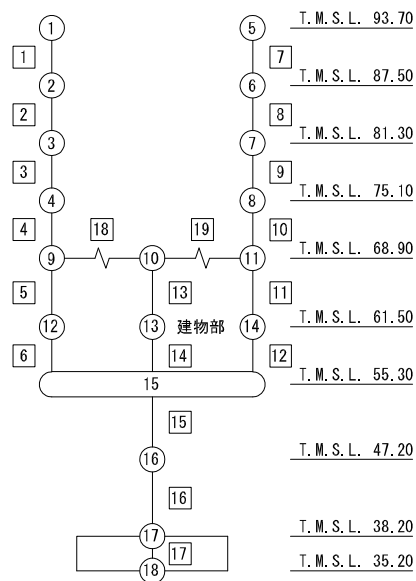 1 5 T.M.S.L. 93.70
1 7
2 6 T.M.S.L. 87.50
2 8
3 7 T.M.S.L. 81.30
3 9
4 8 T.M.S.L. 75.10
4 18 19 10
9 10 11 T.M.S.L. 68.90
5 13 11
12 13 建物部 14 T.M.S.L. 61.50
6 14 12
15 T.M.S.L. 55.30
15
16 T.M.S.L. 47.20
16
17 T.M.S.L. 38.20
17
18 T.M.S.L. 35.20